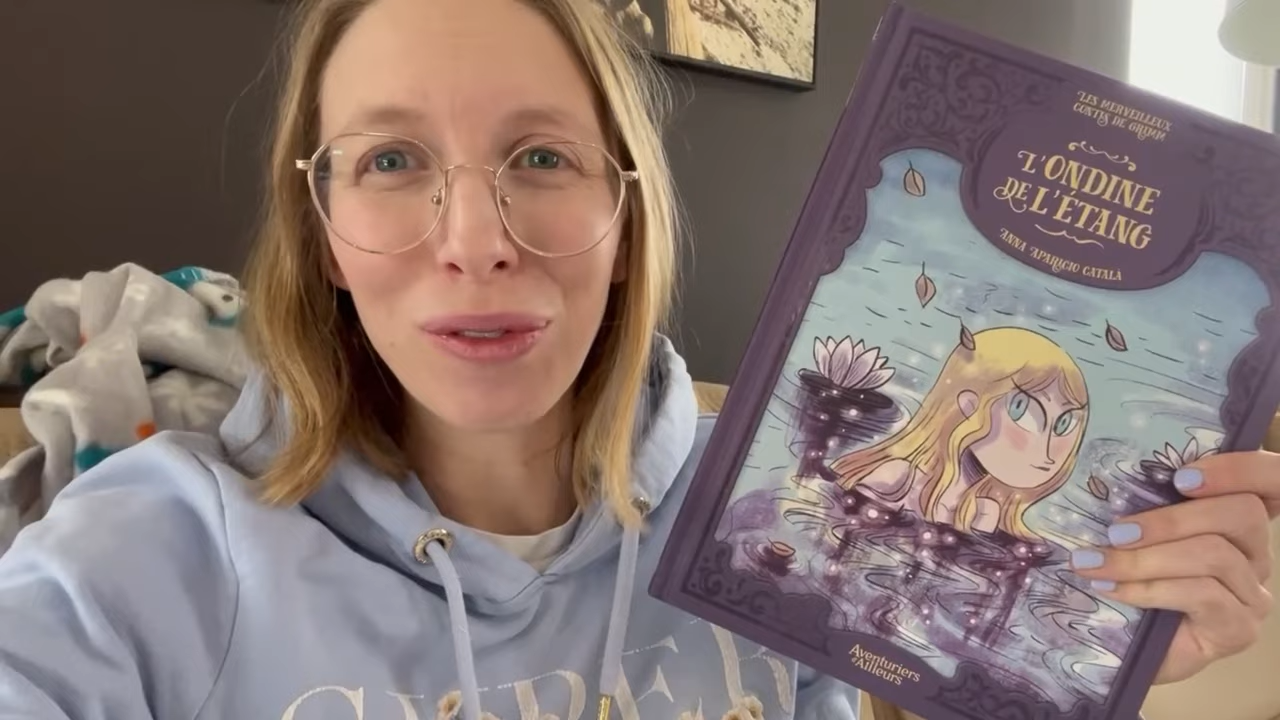 LES MERVEILLEUX
CONTES DE GRIMM
L'ONDINE
DE L'ÉTANG
ANNA APARICIO CATALÀ
Aventuriers
d'Ailleurs